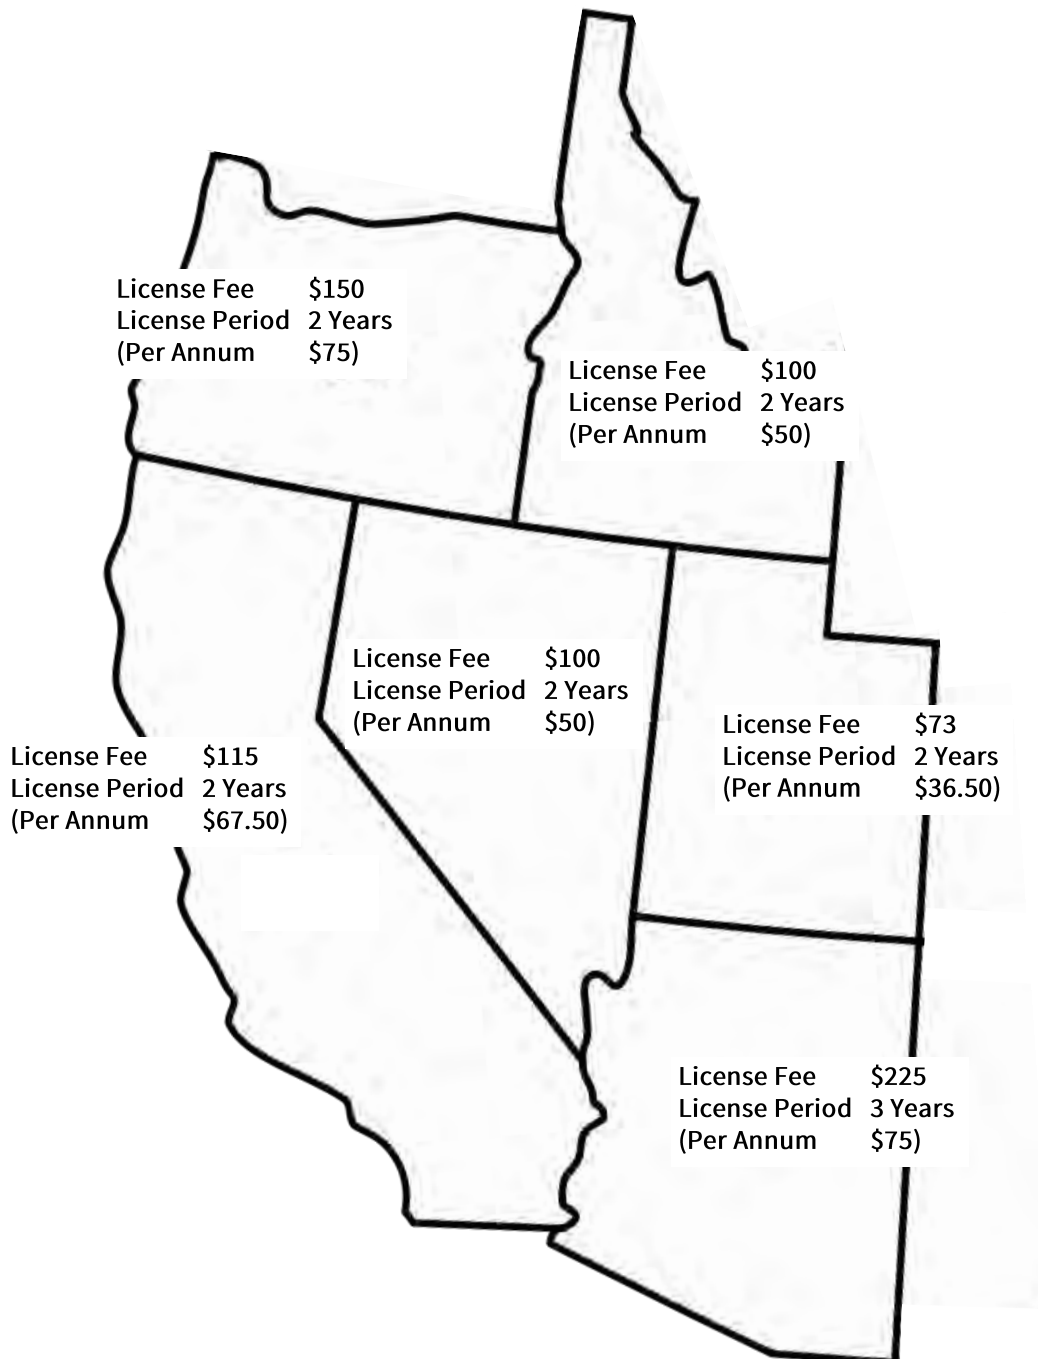 License Fee $150
License Period 2 Years
(Per Annum $75)
License Fee $100
License Period 2 Years
(Per Annum $50)
License Fee $100
License Period 2 Years
(Per Annum $50)
License Fee $73
License Period 2 Years
(Per Annum $36.50)
License Fee $115
License Period 2 Years
(Per Annum $67.50)
License Fee $225
License Period 3 Years
(Per Annum $75)